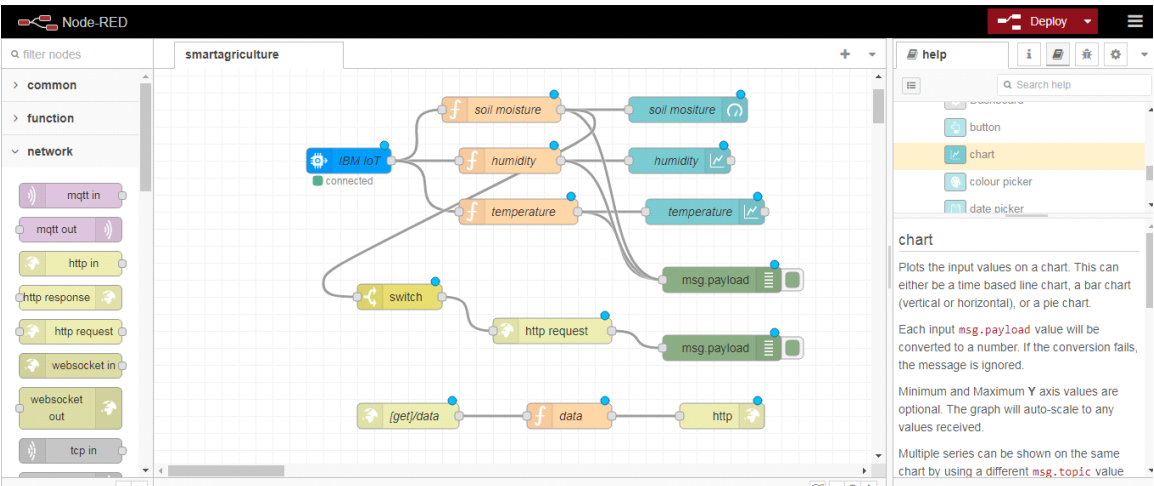 Node-RED
Deploy
filter nodes
smartagriculture
help
i
Search help
common
function
network
mqtt in
mqtt out
http in
http response
http request
websocket in
websocket
out
tcp in
soil moisture
soil mositure
IBM IoT
connected
humidity
humidity
temperature
temperature
msg.payload
switch
http request
msg.payload
[get]/data
data
http
button
chart
colour picker
date picker
chart
Plots the input values on a chart. This can
either be a time based line chart, a bar chart
(vertical or horizontal), or a pie chart.
Each input msg.payload value will be
converted to a number. If the conversion fails,
the message is ignored.
Minimum and Maximum Y axis values are
optional. The graph will auto-scale to any
values received.
Multiple series can be shown on the same
chart by using a different msg.topic value